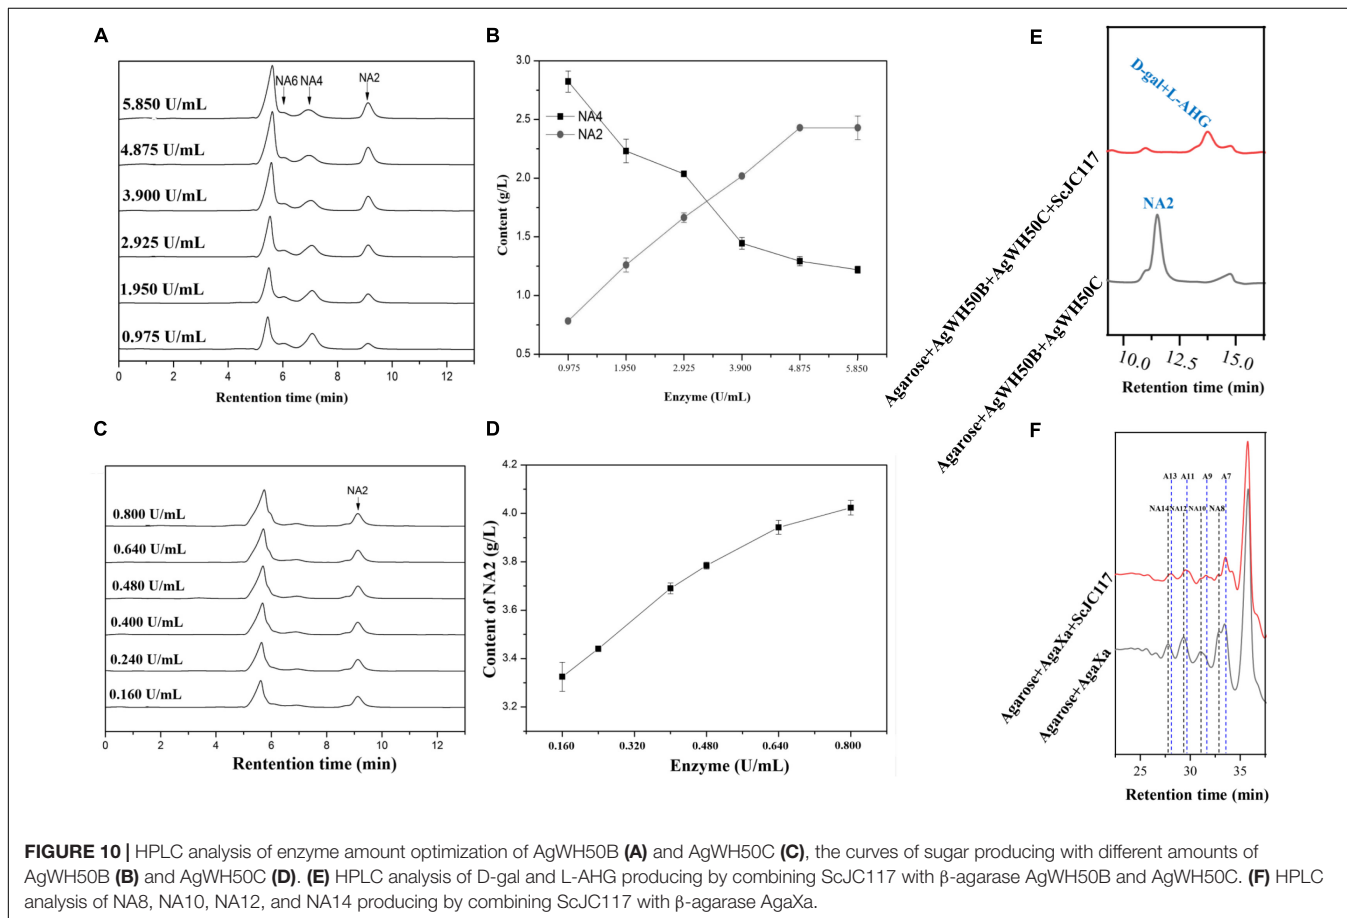 A
NA6 NA4 NA2
5.850 U/mL
4.875 U/mL
3.900 U/mL
2.925 U/mL
1.950 U/mL
0.975 U/mL
0 2 4 6 8 10 12
Rentention time (min)
B
3.0
2.5
2.0
1.5
1.0
0.5
Content (g/L)
NA4
NA2
0.975 1.950 2.925 3.900 4.875 5.850
Enzyme (U/mL)
E
D-gal+L-AHG
NA2
Agarose+AgWH50B+AgWH50C+ScJC117
Agarose+AgWH50B+AgWH50C
10.0 12.5 15.0
Retention time (min)
C
NA2
0.800 U/mL
0.640 U/mL
0.480 U/mL
0.400 U/mL
0.240 U/mL
0.160 U/mL
0 2 4 6 8 10 12
Rentention time (min)
D
4.2
4.0
3.8
3.6
3.4
3.2
Content of NA2 (g/L)
0.160 0.320 0.480 0.640 0.800
Enzyme (U/mL)
F
A13 A11 A9 A7
NA14 NA12 NA10 NA8
Agarose+AgaXa+ScJC117
Agarose+AgaXa
25 30 35
Retention time (min)
FIGURE 10 | HPLC analysis of enzyme amount optimization of AgWH50B (A) and AgWH50C (C), the curves of sugar producing with different amounts of
AgWH50B (B) and AgWH50C (D). (E) HPLC analysis of D-gal and L-AHG producing by combining ScJC117 with β-agarase AgWH50B and AgWH50C. (F) HPLC
analysis of NA8, NA10, NA12, and NA14 producing by combining ScJC117 with β-agarase AgaXa.